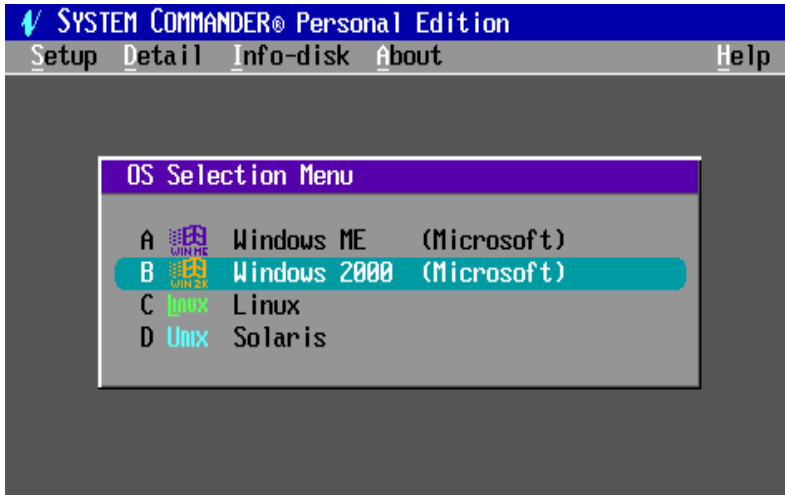 SYSTEM COMMANDER® Personal Edition
Setup Detail Info-disk About Help
OS Selection Menu
A WIN ME Windows ME (Microsoft)
B WIN 2K Windows 2000 (Microsoft)
C Linux Linux
D Unix Solaris